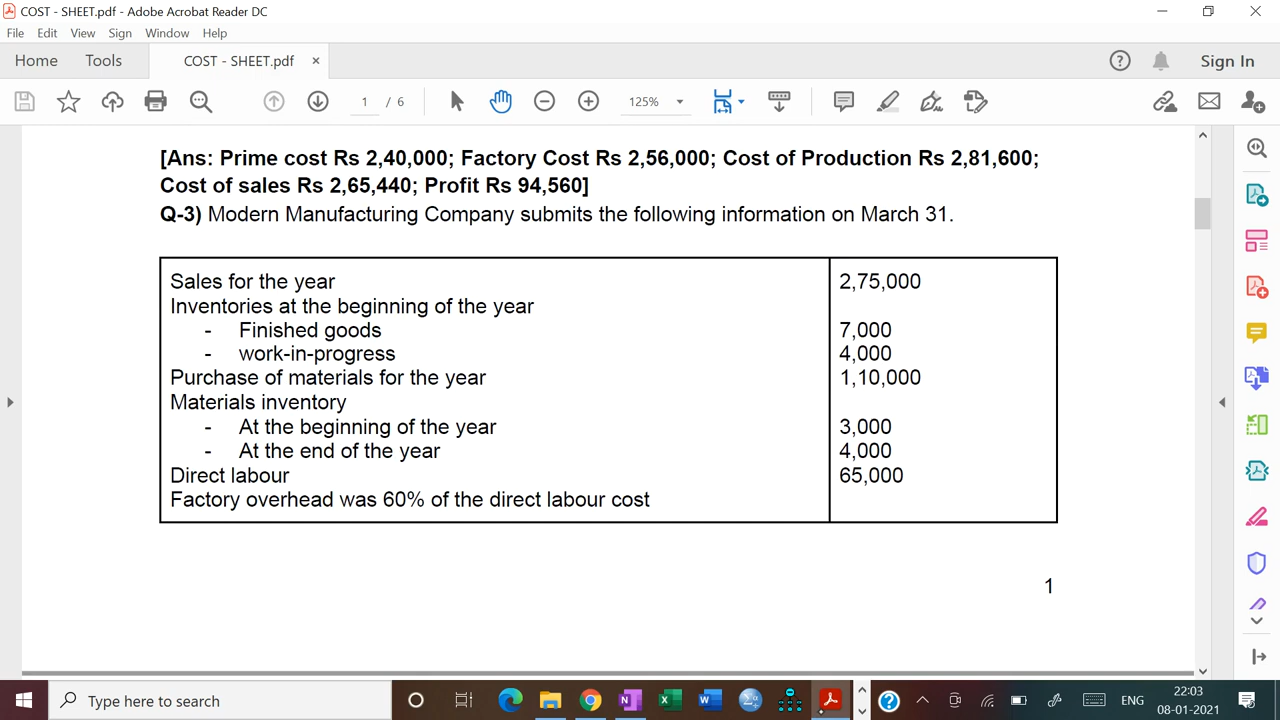 COST - SHEET.pdf - Adobe Acrobat Reader DC
File Edit View Sign Window Help
Home Tools COST - SHEET.pdf × ? Sign In
1 / 6 125%
[Ans: Prime cost Rs 2,40,000; Factory Cost Rs 2,56,000; Cost of Production Rs 2,81,600;
Cost of sales Rs 2,65,440; Profit Rs 94,560]
Q-3) Modern Manufacturing Company submits the following information on March 31.
Sales for the year 2,75,000
Inventories at the beginning of the year
- Finished goods 7,000
- work-in-progress 4,000
Purchase of materials for the year 1,10,000
Materials inventory
- At the beginning of the year 3,000
- At the end of the year 4,000
Direct labour 65,000
Factory overhead was 60% of the direct labour cost
1
Type here to search
ENG
22:03
08-01-2021